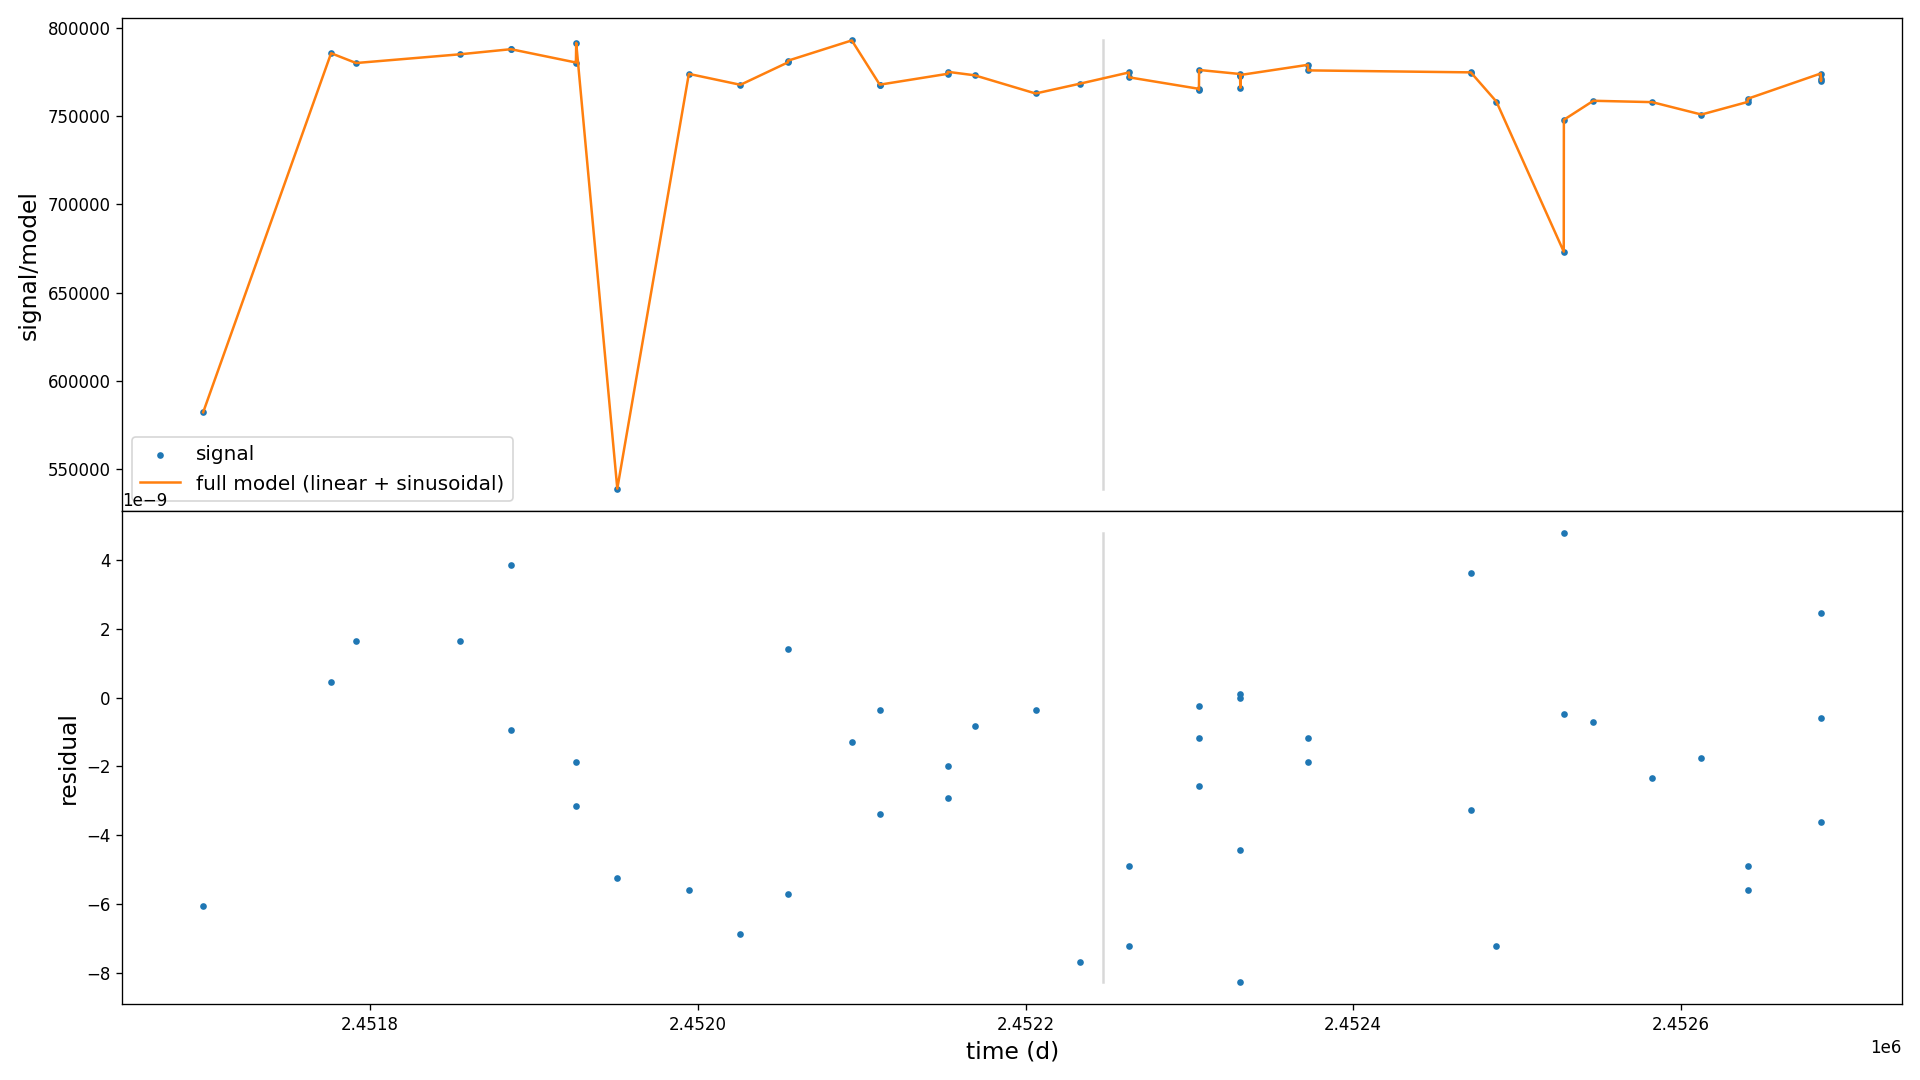 800000
750000
700000
650000
600000
550000
signal/model
signal
full model (linear + sinusoidal)
1e−9
4
2
0
−2
−4
−6
−8
residual
2.4518
2.4520
2.4522
2.4524
2.4526
time (d)
1e6